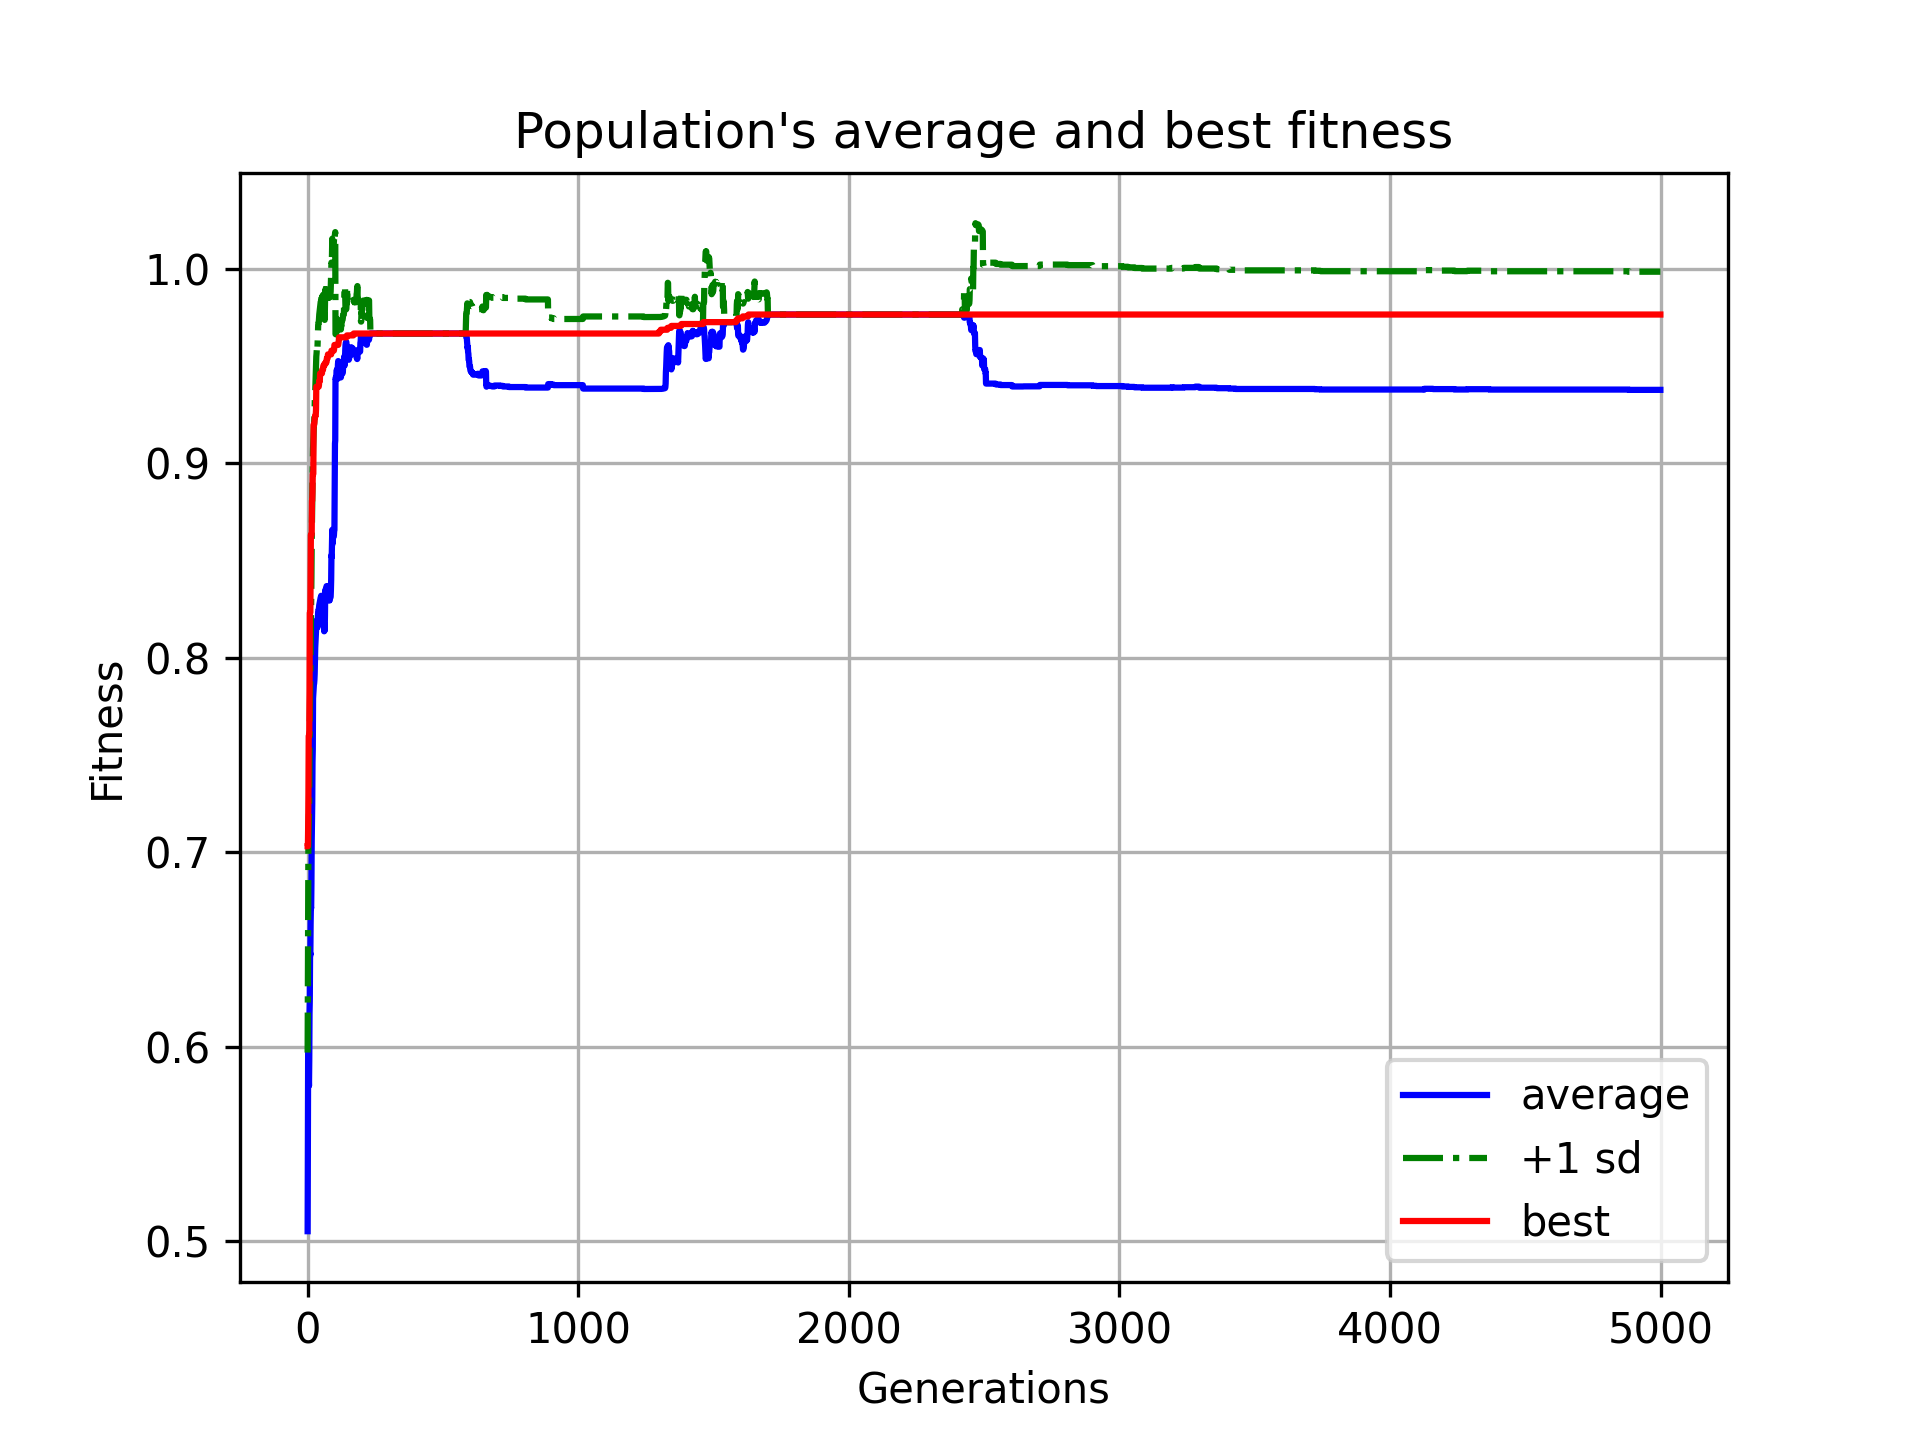 Population's average and best fitness
1.0
0.9
0.8
0.7
0.6
0.5
Fitness
0 1000 2000 3000 4000 5000
Generations
average
+1 sd
best